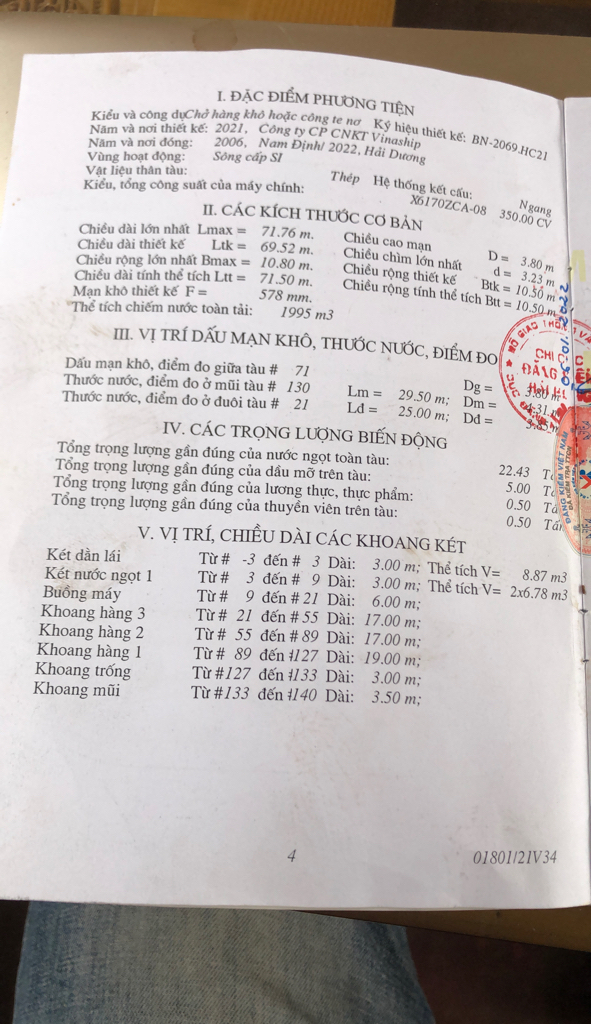 I. ĐẶC ĐIỂM PHƯƠNG TIỆN
Kiểu và công dụ Chở hàng khô hoặc công te nơ Ký hiệu thiết kế: BN-2069.HC21
Năm và nơi thiết kế: 2021, Công ty CP CNKT Vinaship
Năm và nơi đóng: 2006, Nam Định/ 2022, Hải Dương
Vùng hoạt động: Sông cấp SI
Vật liệu thân tàu: Thép Hệ thống kết cấu: Ngang
Kiểu, tổng công suất của máy chính: X6170ZCA-08 350.00 CV
II. CÁC KÍCH THƯỚC CƠ BẢN
Chiều dài lớn nhất Lmax = 71.76 m. Chiều cao mạn D = 3.80 m
Chiều dài thiết kế Ltk = 69.52 m. Chiều chìm lớn nhất d = 3.23 m
Chiều rộng lớn nhất Bmax = 10.80 m. Chiều rộng thiết kế Btk = 10.50 m
Chiều dài tính thể tích Ltt = 71.50 m. Chiều rộng tính thể tích Btt = 10.50 m
Mạn khô thiết kế F = 578 mm.
Thể tích chiếm nước toàn tải: 1995 m3
III. VỊ TRÍ DẤU MẠN KHÔ, THƯỚC NƯỚC, ĐIỂM ĐO
Dấu mạn khô, điểm đo giữa tàu # 71 Dg = 3.80 m
Thước nước, điểm đo ở mũi tàu # 130 Lm = 29.50 m; Dm =
Thước nước, điểm đo ở đuôi tàu # 21 Ld = 25.00 m; Dđ =
IV. CÁC TRỌNG LƯỢNG BIẾN ĐỘNG
Tổng trọng lượng gần đúng của nước ngọt toàn tàu: 22.43
Tổng trọng lượng gần đúng của dầu mỡ trên tàu: 5.00
Tổng trọng lượng gần đúng của lương thực, thực phẩm: 0.50
Tổng trọng lượng gần đúng của thuyền viên trên tàu: 0.50
V. VỊ TRÍ, CHIỀU DÀI CÁC KHOANG KÉT
Két dằn lái Từ # -3 đến # 3 Dài: 3.00 m; Thể tích V= 8.87 m3
Két nước ngọt 1 Từ # 3 đến # 9 Dài: 3.00 m; Thể tích V= 2x6.78 m3
Buồng máy Từ # 9 đến # 21 Dài: 6.00 m;
Khoang hàng 3 Từ # 21 đến # 55 Dài: 17.00 m;
Khoang hàng 2 Từ # 55 đến # 89 Dài: 17.00 m;
Khoang hàng 1 Từ # 89 đến #127 Dài: 19.00 m;
Khoang trống Từ #127 đến #133 Dài: 3.00 m;
Khoang mũi Từ #133 đến #140 Dài: 3.50 m;
ĐĂNG KIỂM VIỆT NAM
4 01801/21V34